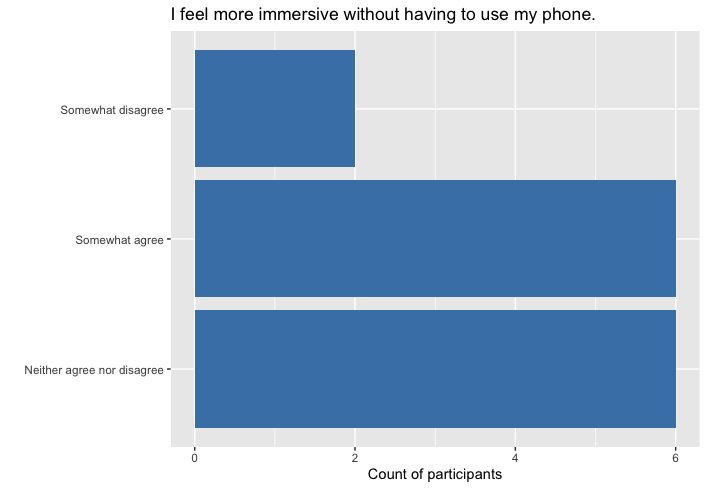 I feel more immersive without having to use my phone.
Somewhat disagree
Somewhat agree
Neither agree nor disagree
0 2 4 6
Count of participants